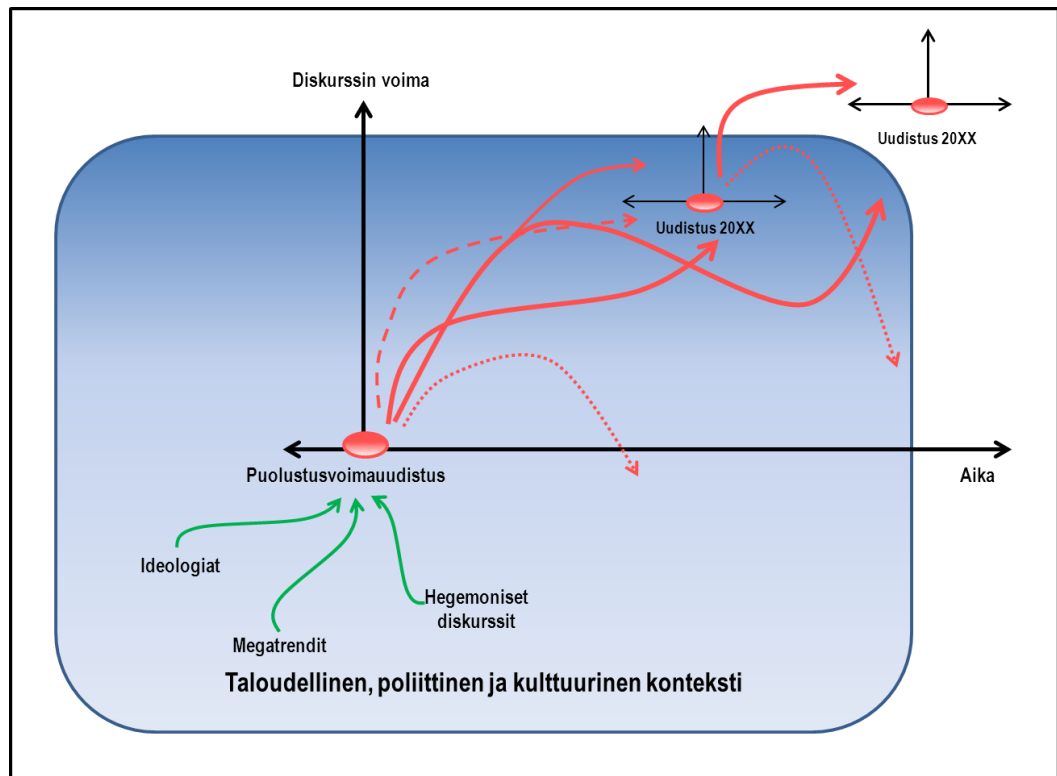 Diskurssin voima
Uudistus 20XX
Uudistus 20XX
Puolustusvoimauudistus
Aika
Ideologiat
Hegemoniset
diskurssit
Megatrendit
Taloudellinen, poliittinen ja kulttuurinen konteksti